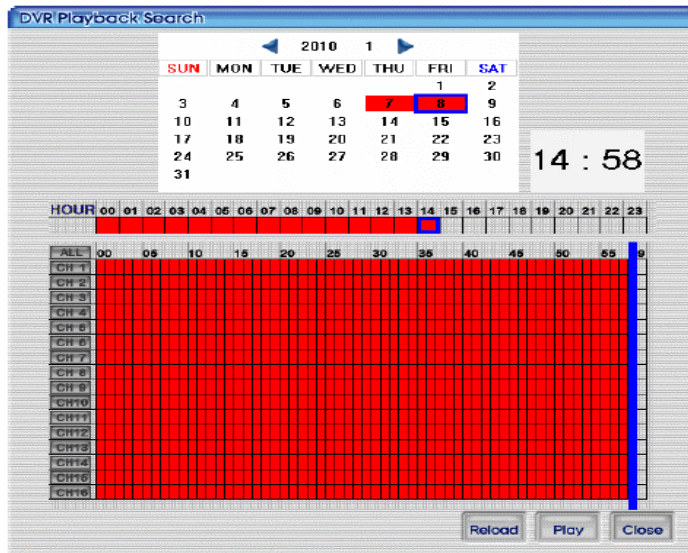 DVR Playback Search
2010 1
SUN MON TUE WED THU FRI SAT
1 2
3 4 5 6 7 8 9
10 11 12 13 14 15 16
17 18 19 20 21 22 23
24 25 26 27 28 29 30
31
14 : 58
HOUR 00 01 02 03 04 05 06 07 08 09 10 11 12 13 14 15 16 17 18 19 20 21 22 23
ALL 00 05 10 15 20 25 30 35 40 45 50 55 9
CH 1
CH 2
CH 3
CH 4
CH 5
CH 6
CH 7
CH 8
CH 9
CH10
CH11
CH12
CH13
CH14
CH15
CH16
Reload Play Close